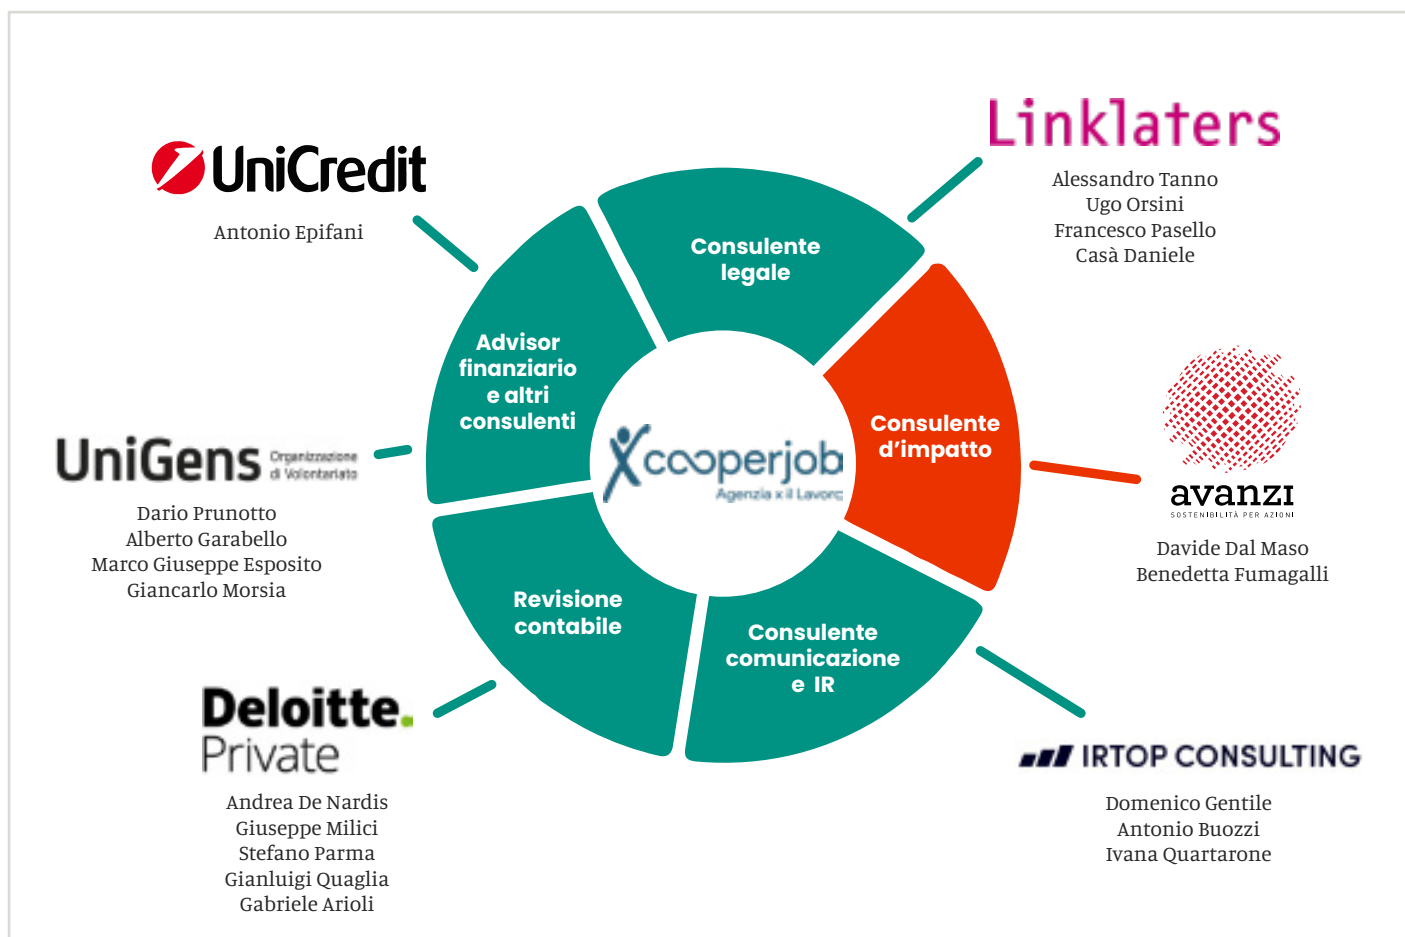 UniCredit
Antonio Epifani
Linklaters
Alessandro Tanno
Ugo Orsini
Francesco Pasello
Casà Daniele
Consulente
legale
Advisor
finanziario
e altri
consulenti
Consulente
d'impatto
cooperjob
Agenzia x il Lavoro
UniGens
Organizzazione
di Volontariato
Dario Prunotto
Alberto Garabello
Marco Giuseppe Esposito
Giancarlo Morsia
avanzi
SOSTENIBILITÀ PER AZIONI
Davide Dal Maso
Benedetta Fumagalli
Revisione
contabile
Consulente
comunicazione
e IR
Deloitte.
Private
Andrea De Nardis
Giuseppe Milici
Stefano Parma
Gianluigi Quaglia
Gabriele Arioli
IRTOP CONSULTING
Domenico Gentile
Antonio Buozzi
Ivana Quartarone